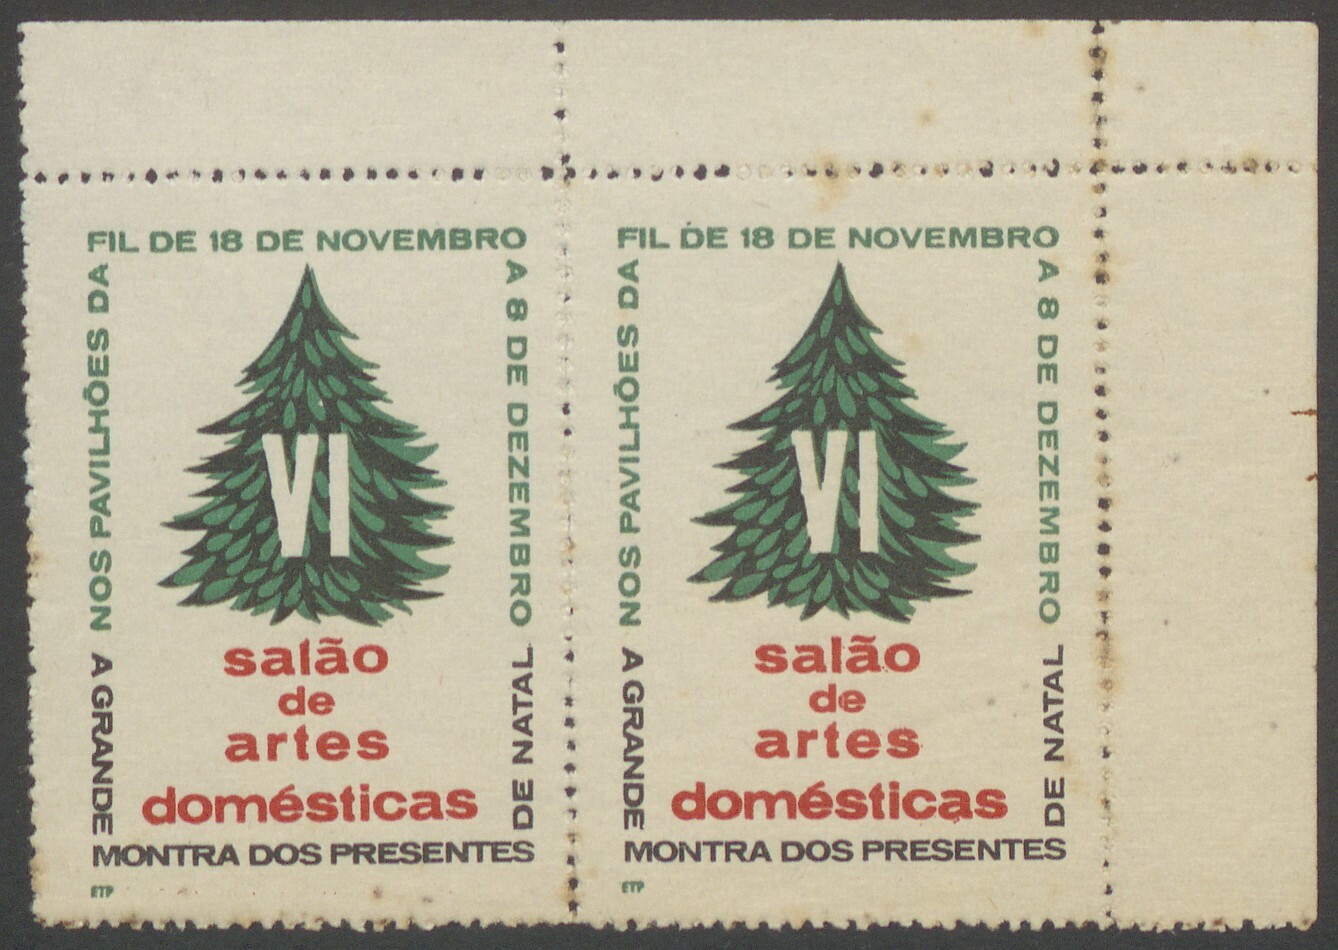 NOS PAVILHÕES DA
FIL DE 18 DE NOVEMBRO
A 8 DE DEZEMBRO
VI
salão
de
artes
domésticas
A GRANDE
MONTRA DOS PRESENTES
DE NATAL
ETP
NOS PAVILHÕES DA
FIL DE 18 DE NOVEMBRO
A 8 DE DEZEMBRO
VI
salão
de
artes
domésticas
A GRANDE
MONTRA DOS PRESENTES
DE NATAL
ETP